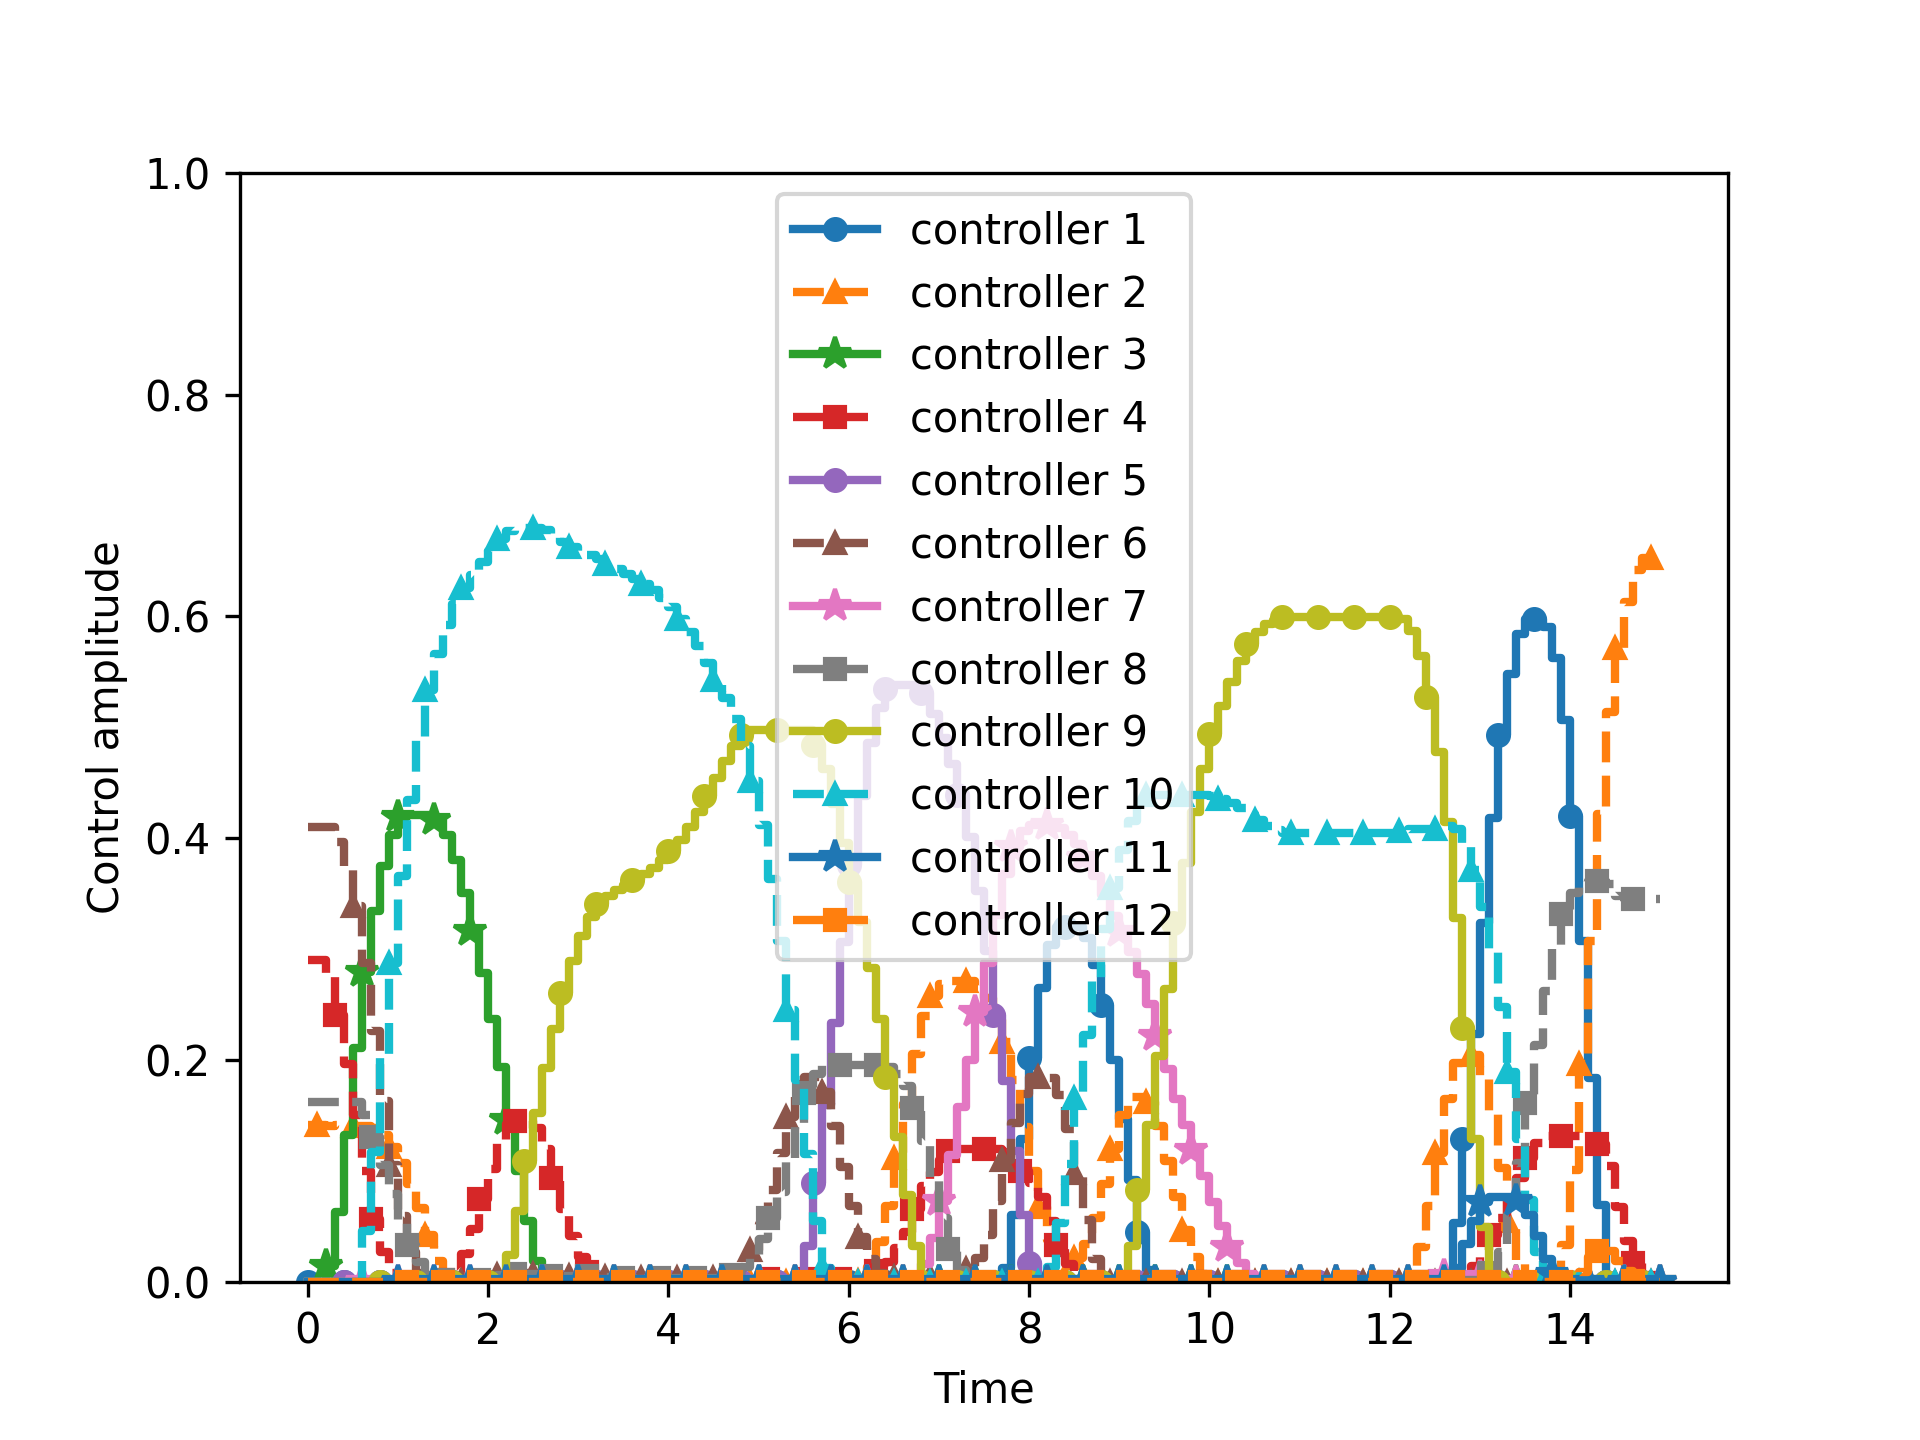 1.0
0.8
0.6
0.4
0.2
0.0
Control amplitude
controller 1
controller 2
controller 3
controller 4
controller 5
controller 6
controller 7
controller 8
controller 9
controller 10
controller 11
controller 12
0 2 4 6 8 10 12 14
Time